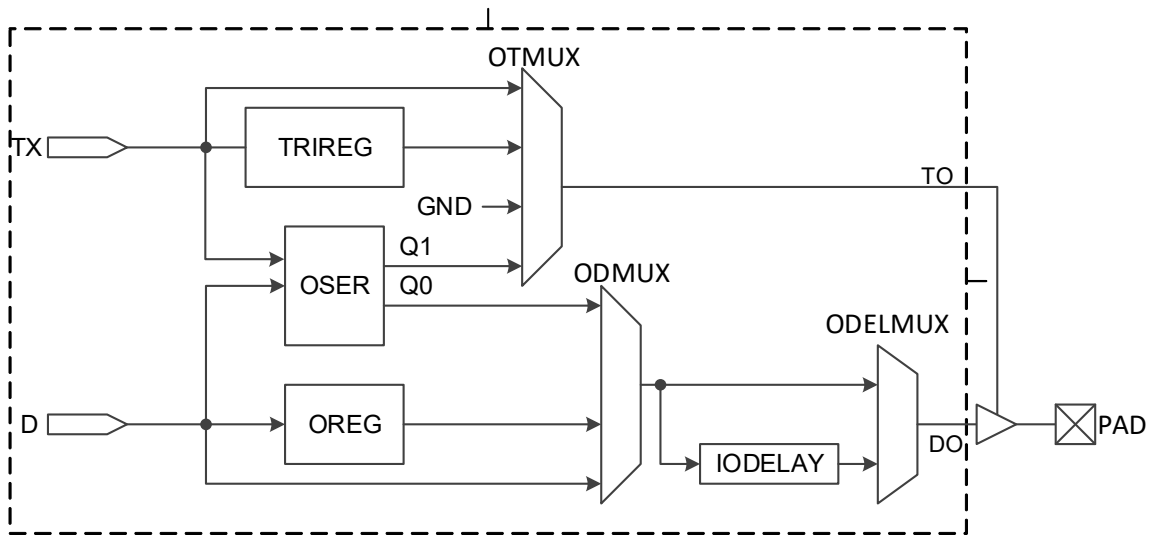 OTMUX
TX
TRIREG
TO
GND
Q1
OSER
Q0
ODMUX
ODELMUX
D
OREG
DO
PAD
IODELAY